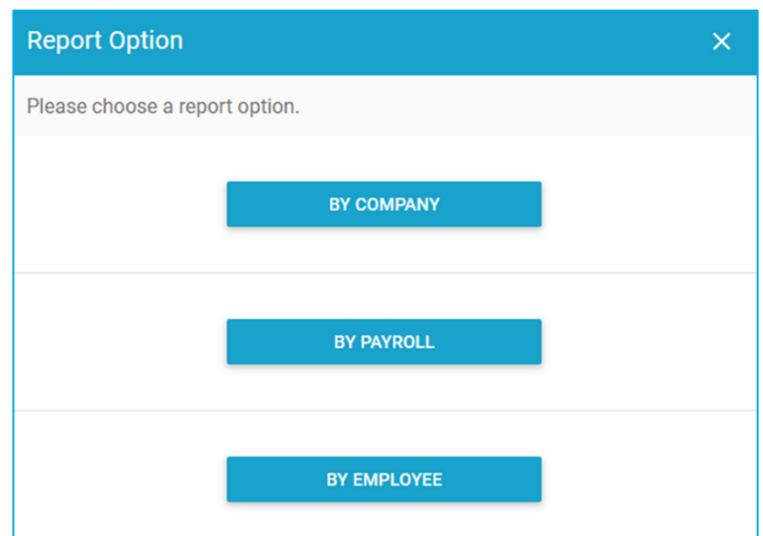 Report Option
Please choose a report option.
BY COMPANY
BY PAYROLL
BY EMPLOYEE